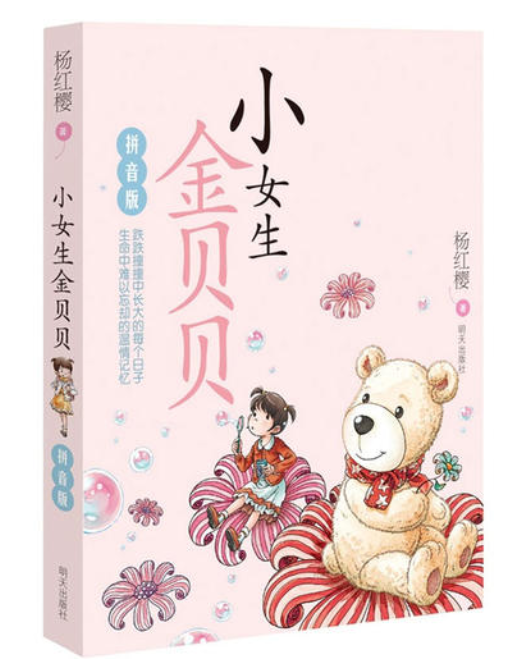 杨红樱
著
小女生金贝贝
拼音版
明天出版社
小女生
金贝贝
拼音版
跌跌撞撞中长大的每个日子
生命中难以忘却的温情记忆
杨红樱
著
明天出版社